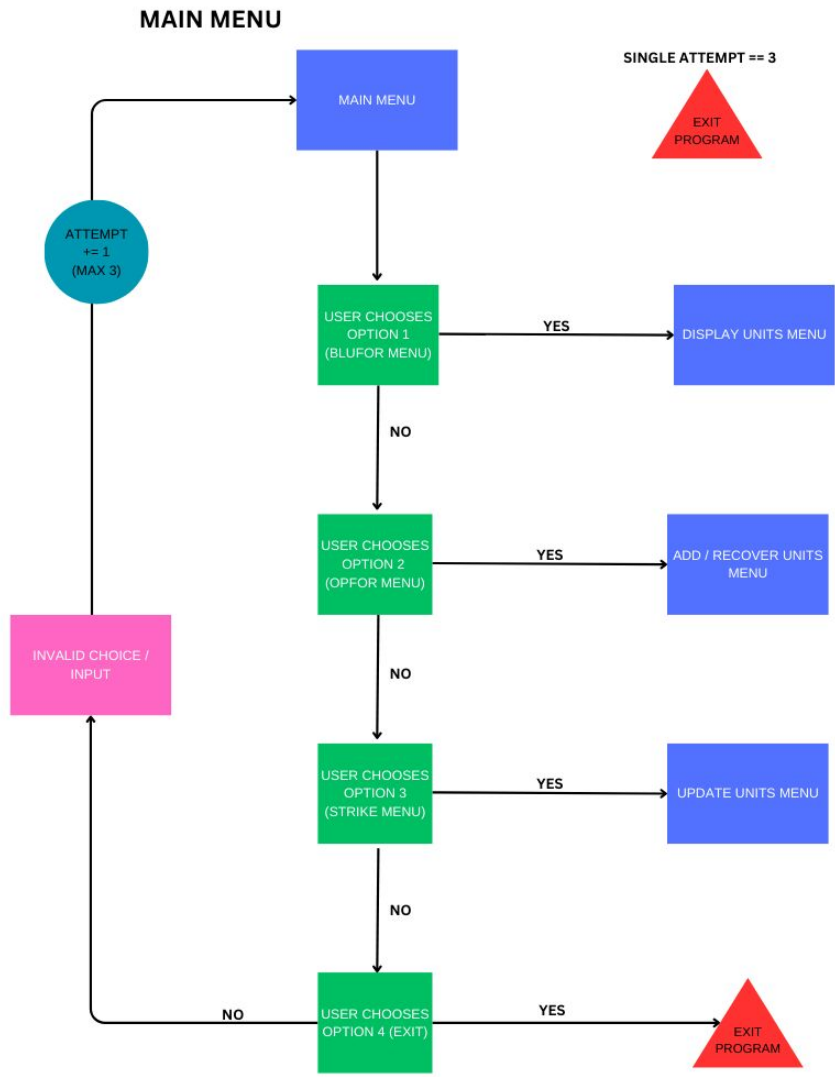 MAIN MENU
SINGLE ATTEMPT == 3
MAIN MENU
EXIT
PROGRAM
ATTEMPT
+= 1
(MAX 3)
USER CHOOSES
OPTION 1
(BLUFOR MENU)
YES
DISPLAY UNITS MENU
NO
USER CHOOSES
OPTION 2
(OPFOR MENU)
YES
ADD / RECOVER UNITS
MENU
INVALID CHOICE /
INPUT
NO
USER CHOOSES
OPTION 3
(STRIKE MENU)
YES
UPDATE UNITS MENU
NO
USER CHOOSES
OPTION 4 (EXIT)
NO
YES
EXIT
PROGRAM